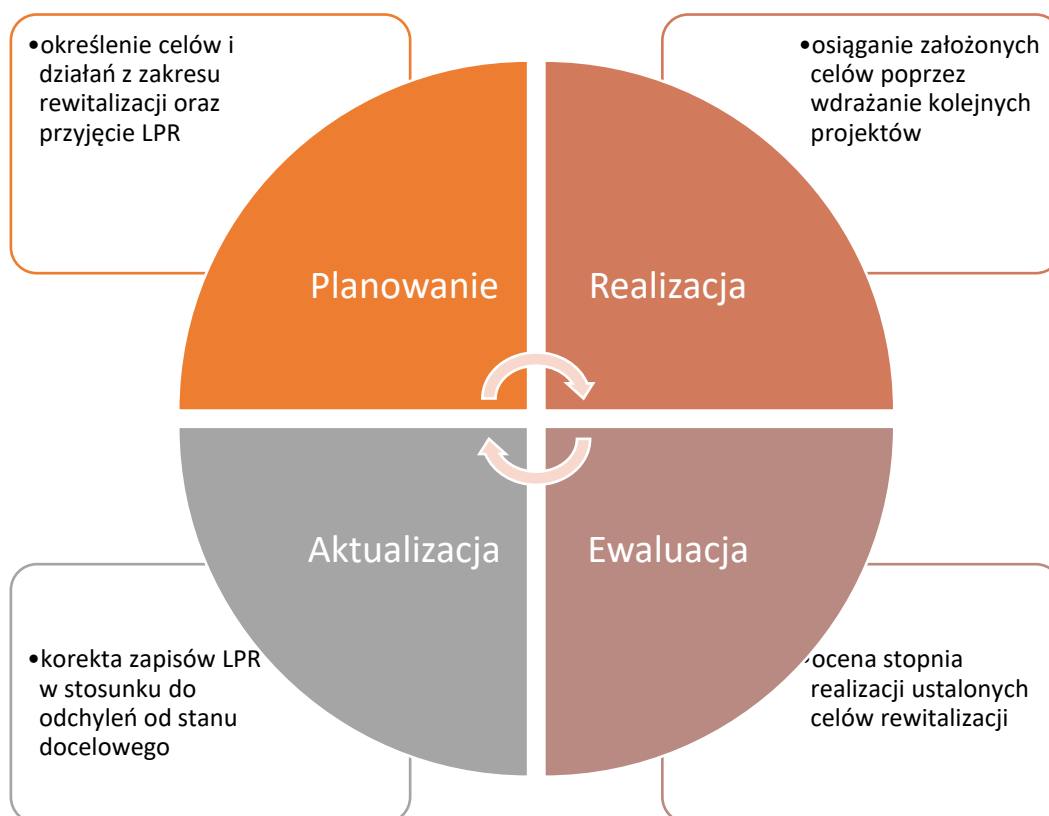 •określenie celów i
działań z zakresu
rewitalizacji oraz
przyjęcie LPR
•osiąganie założonych
celów poprzez
wdrażanie kolejnych
projektów
Planowanie
Realizacja
Aktualizacja
Ewaluacja
•korekta zapisów LPR
w stosunku do
odchyleń od stanu
docelowego
•ocena stopnia
realizacji ustalonych
celów rewitalizacji